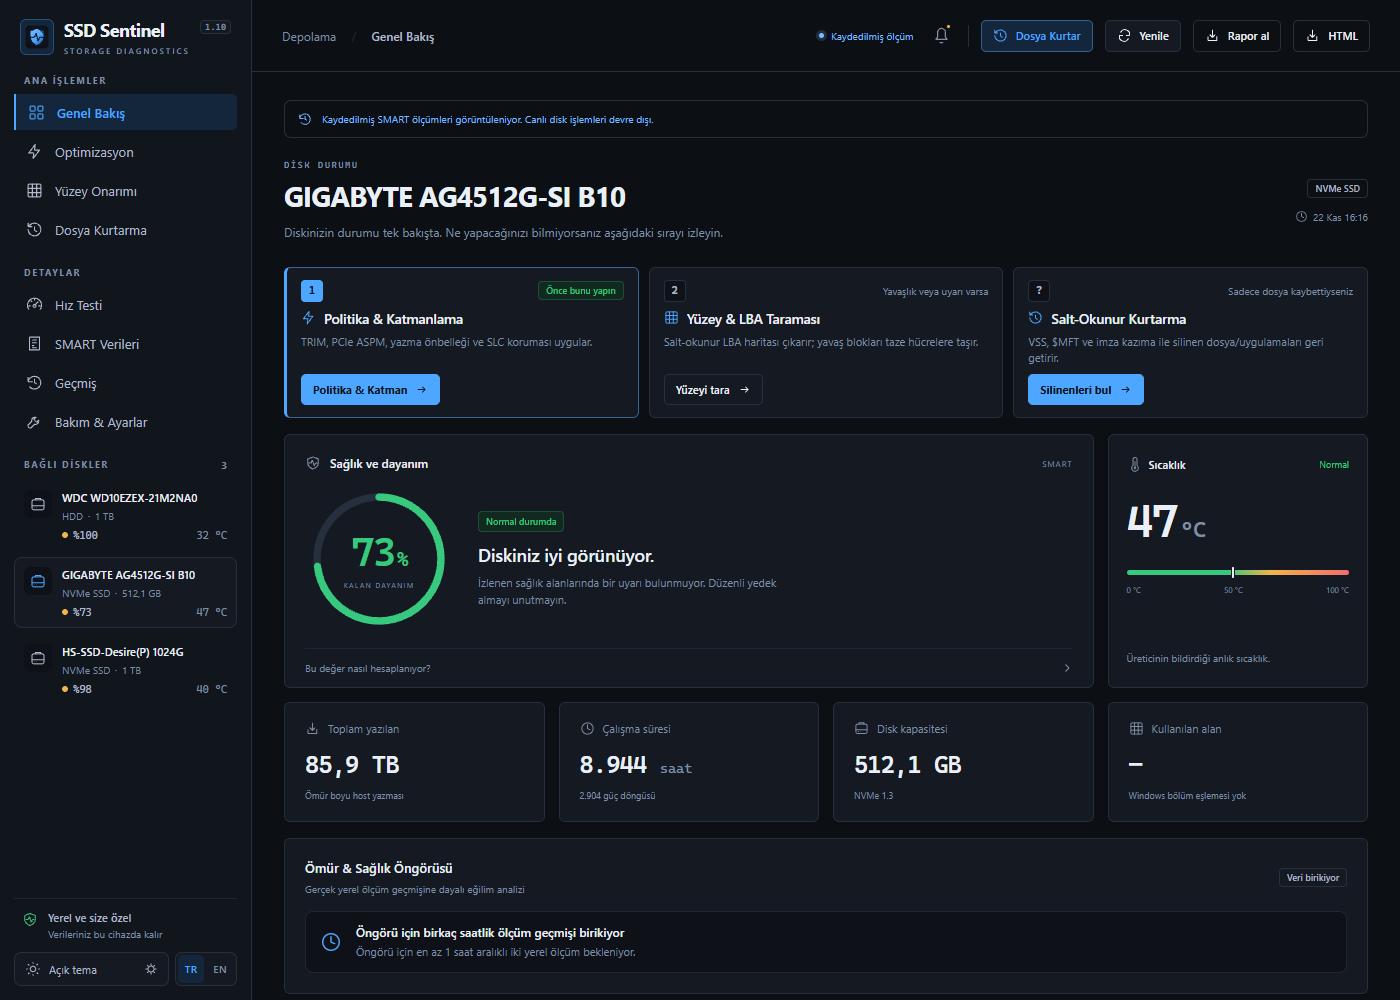 SSD Sentinel
1.10
STORAGE DIAGNOSTICS
ANA İŞLEMLER
Genel Bakış
Optimizasyon
Yüzey Onarımı
Dosya Kurtarma
DETAYLAR
Hız Testi
SMART Verileri
Geçmiş
Bakım & Ayarlar
BAĞLI DİSKLER 3
WDC WD10EZEX-21M2NA0
HDD · 1 TB
%100 32 °C
GIGABYTE AG4512G-SI B10
NVMe SSD · 512,1 GB
%73 47 °C
HS-SSD-Desire(P) 1024G
NVMe SSD · 1 TB
%98 40 °C
Yerel ve size özel
Verileriniz bu cihazda kalır
Açık tema
TR EN
Depolama / Genel Bakış
Kaydedilmiş ölçüm
Dosya Kurtar
Yenile
Rapor al
HTML
Kaydedilmiş SMART ölçümleri görüntüleniyor. Canlı disk işlemleri devre dışı.
DİSK DURUMU
GIGABYTE AG4512G-SI B10
Diskinizin durumu tek bakışta. Ne yapacağınızı bilmiyorsanız aşağıdaki sırayı izleyin.
NVMe SSD
22 Kas 16:16
1 Önce bunu yapın
Politika & Katmanlama
TRIM, PCIe ASPM, yazma önbelleği ve SLC koruması uygular.
Politika & Katman →
2 Yavaşlık veya uyarı varsa
Yüzey & LBA Taraması
Salt-okunur LBA haritası çıkarır; yavaş blokları taze hücrelere taşır.
Yüzeyi tara →
? Sadece dosya kaybettiyseniz
Salt-Okunur Kurtarma
VSS, $MFT ve imza kazıma ile silinen dosya/uygulamaları geri
getirir.
Silinenleri bul →
Sağlık ve dayanım SMART
73%
KALAN DAYANIM
Normal durumda
Diskiniz iyi görünüyor.
İzlenen sağlık alanlarında bir uyarı bulunmuyor. Düzenli yedek
almayı unutmayın.
Bu değer nasıl hesaplanıyor?
Sıcaklık Normal
47 °C
0 °C 50 °C 100 °C
Üreticinin bildirdiği anlık sıcaklık.
Toplam yazılan
85,9 TB
Ömür boyu host yazması
Çalışma süresi
8.944 saat
2.904 güç döngüsü
Disk kapasitesi
512,1 GB
NVMe 1.3
Kullanılan alan
—
Windows bölüm eşlemesi yok
Ömür & Sağlık Öngörüsü
Gerçek yerel ölçüm geçmişine dayalı eğilim analizi
Veri birikiyor
Öngörü için birkaç saatlik ölçüm geçmişi birikiyor
Öngörü için en az 1 saat aralıklı iki yerel ölçüm bekleniyor.